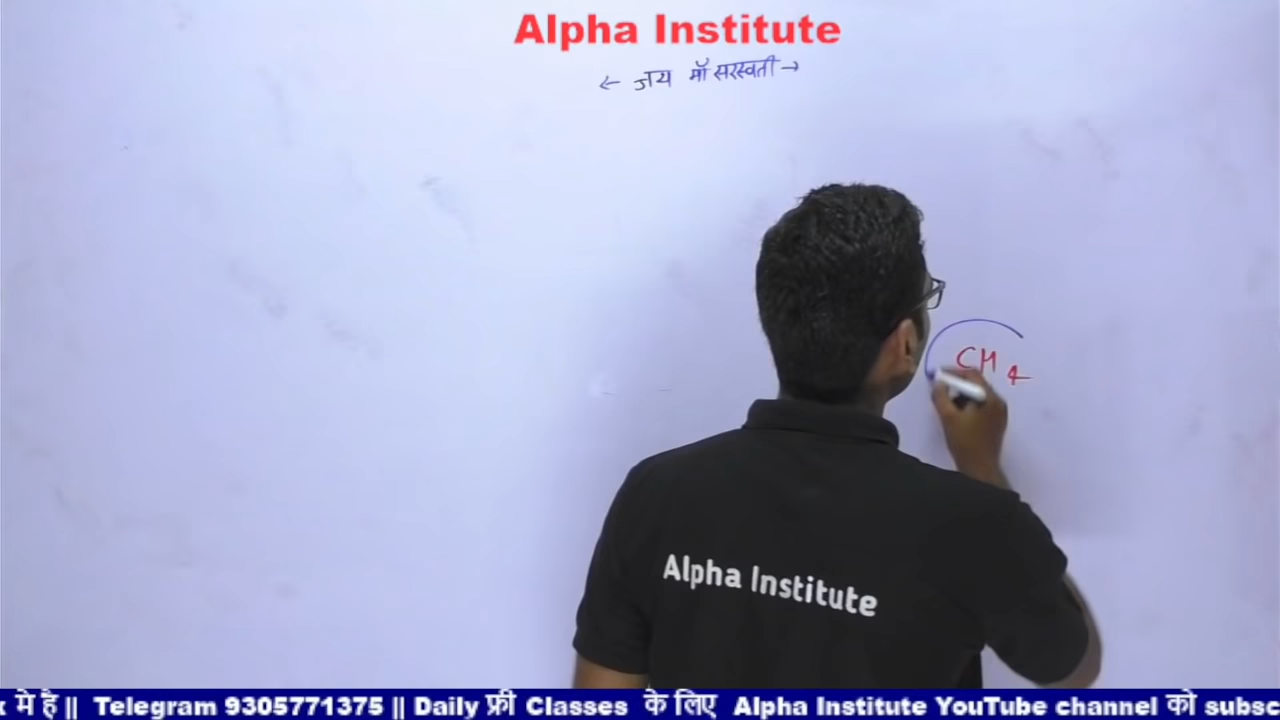 Alpha Institute
← जय माँ सरस्वती →
CH4
Alpha Institute
में है || Telegram 9305771375 || Daily फ्री Classes के लिए Alpha Institute YouTube channel को subsc